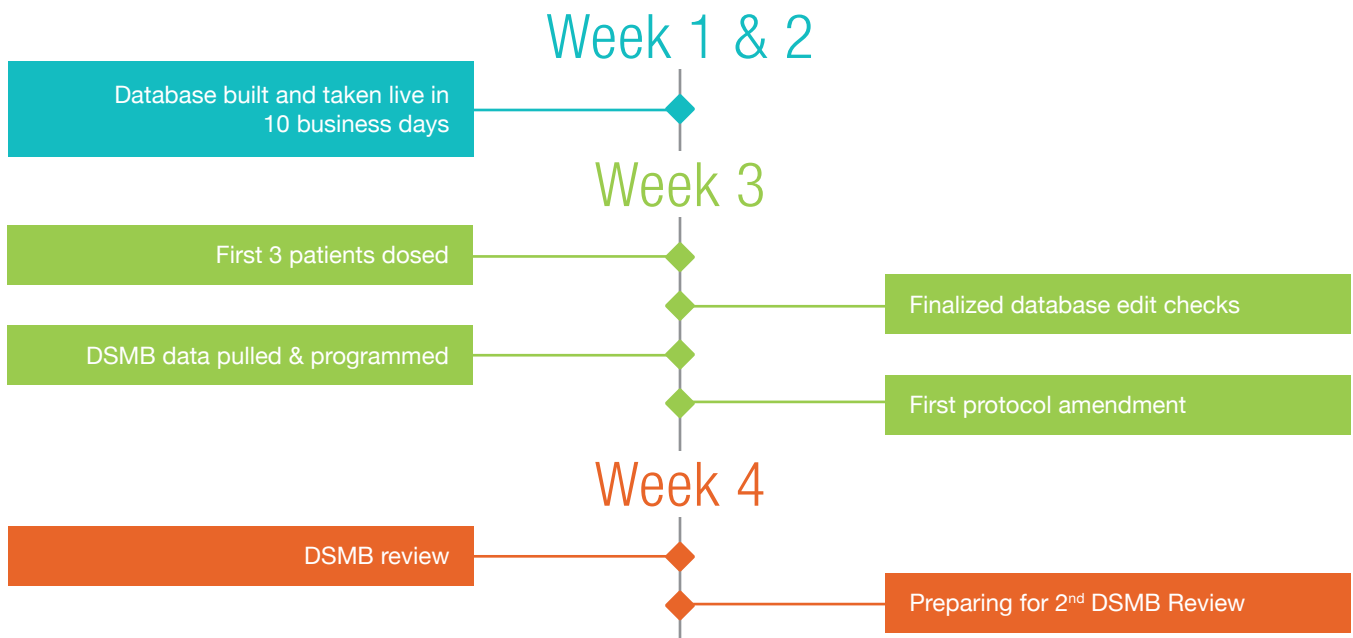 Week 1 & 2
Database built and taken live in
10 business days
Week 3
First 3 patients dosed
Finalized database edit checks
DSMB data pulled & programmed
First protocol amendment
Week 4
DSMB review
Preparing for 2nd DSMB Review